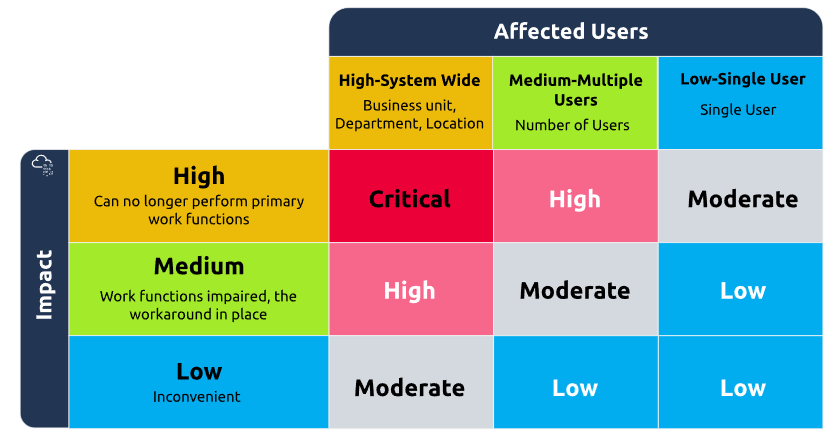 Affected Users
High-System Wide
Business unit,
Department, Location
Medium-Multiple
Users
Number of Users
Low-Single User
Single User
Impact
High
Can no longer perform primary
work functions
Critical
High
Moderate
Medium
Work functions impaired, the
workaround in place
High
Moderate
Low
Low
Inconvenient
Moderate
Low
Low